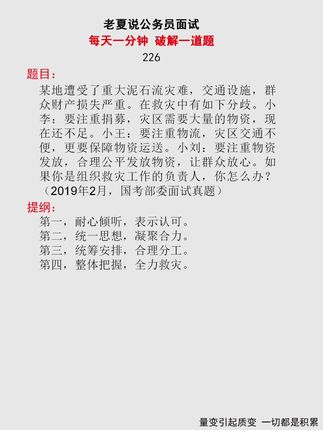 老夏说公务员面试
每天一分钟 破解一道题
226
题目：
某地遭受了重大泥石流灾难，交通设施，群
众财产损失严重。在救灾中有如下分歧。小
李：要注重捐募，灾区需要大量的物资，现
在还不足。小王：要注重物流，灾区交通不
便，更要保障物资运送。小刘：要注重物资
发放，合理公平发放物资，让群众放心。如
果你是组织救灾工作的负责人，你怎么办？
（2019年2月，国考部委面试真题）
提纲：
第一，耐心倾听，表示认可。
第二，统一思想，凝聚合力。
第三，统筹安排，合理分工。
第四，整体把握，全力救灾。
量变引起质变 一切都是积累